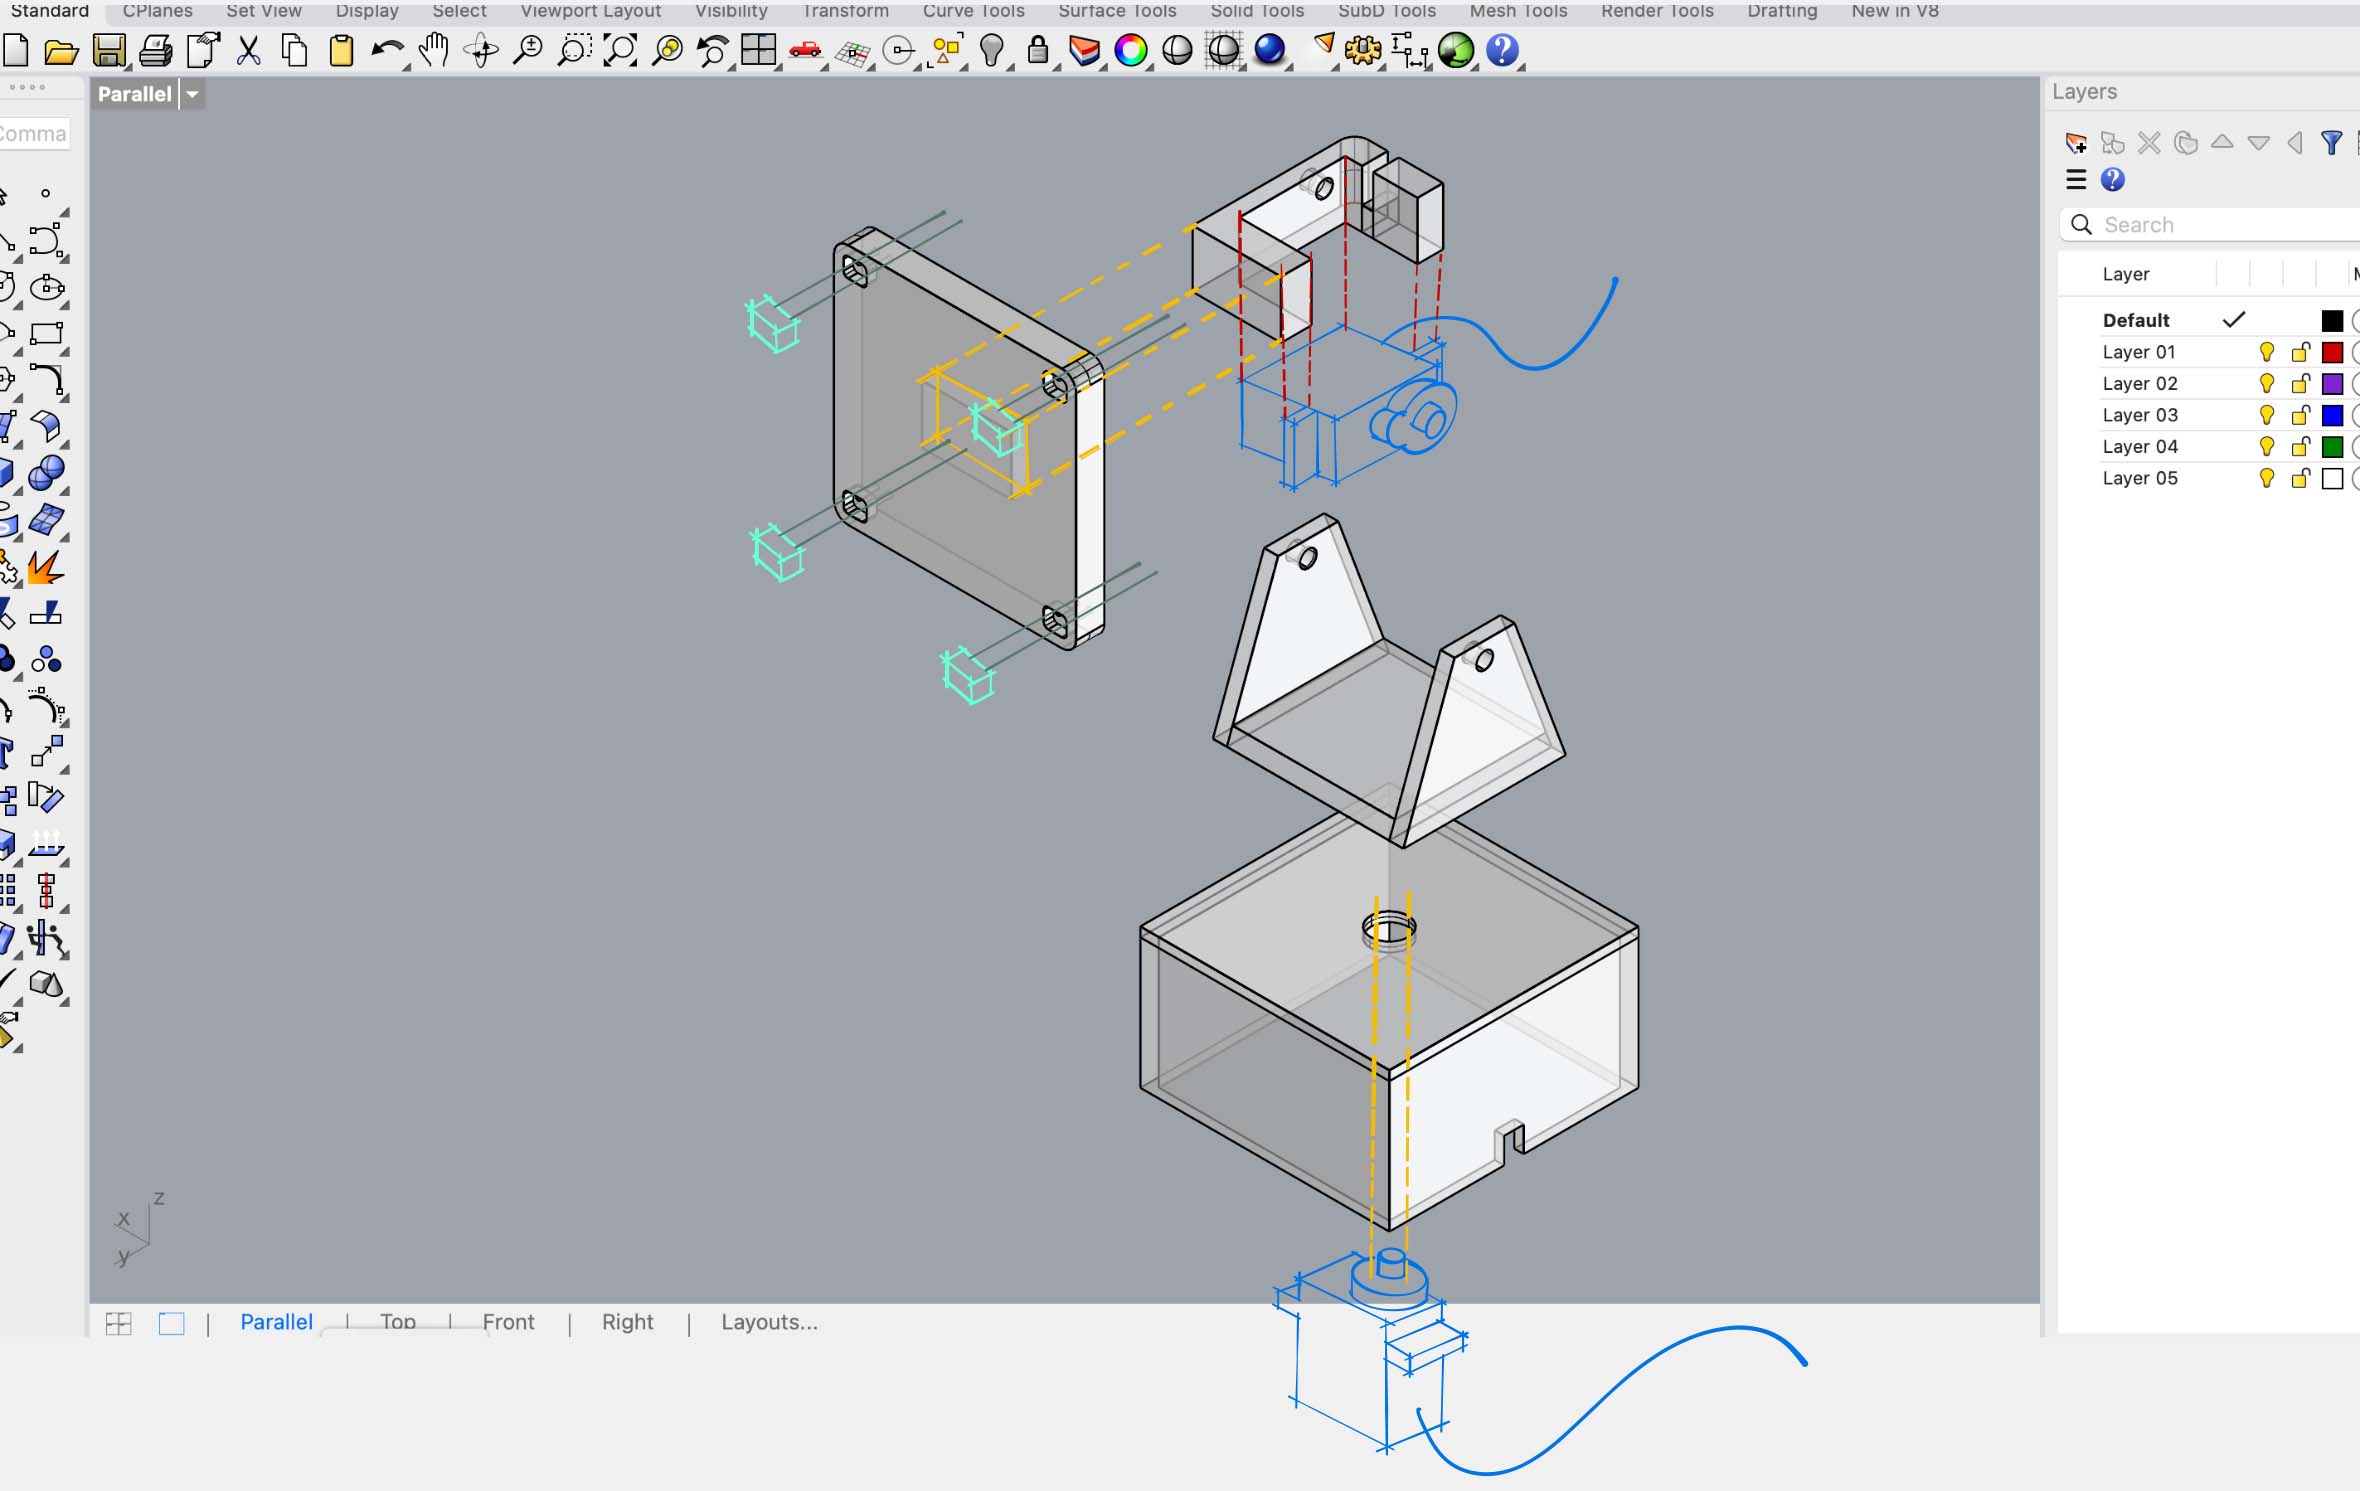 Standard CPlanes Set View Display Select Viewport Layout Visibility Transform Curve Tools Surface Tools Solid Tools SubD Tools Mesh Tools Render Tools Drafting New in V8
Parallel
Layers
Comma
Search
Layer
Default
Layer 01
Layer 02
Layer 03
Layer 04
Layer 05
z
x
y
Parallel | Top | Front | Right | Layouts...